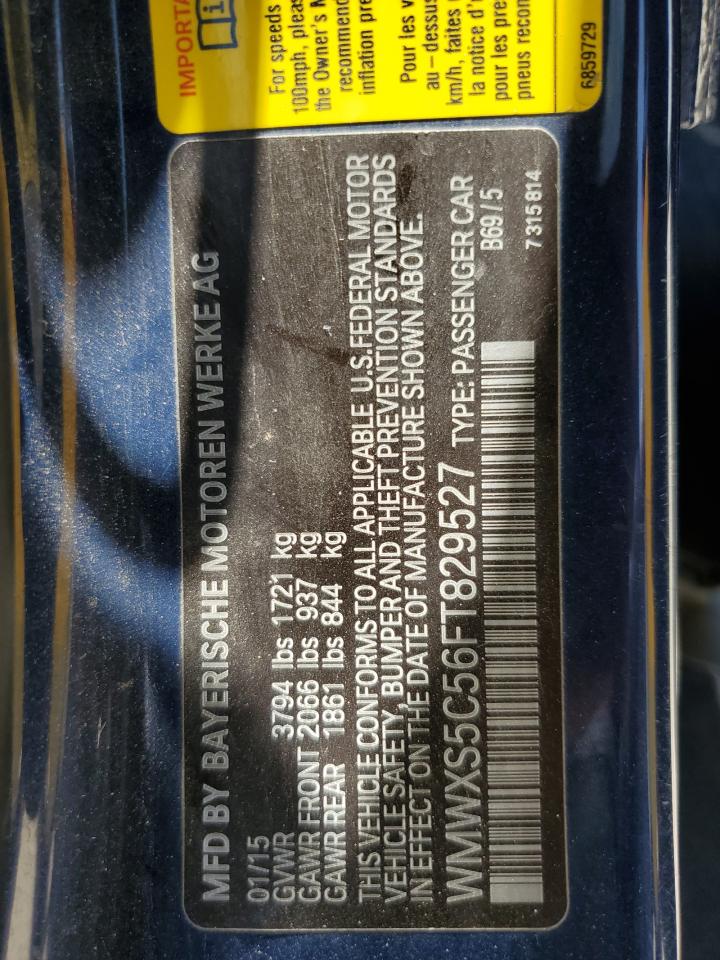 MFD BY BAYERISCHE MOTOREN WERKE AG
01/15
GVWR 3794 lbs 1721 kg
GAWR FRONT 2066 lbs 937 kg
GAWR REAR 1861 lbs 844 kg
THIS VEHICLE CONFORMS TO ALL APPLICABLE U.S.FEDERAL MOTOR
VEHICLE SAFETY, BUMPER AND THEFT PREVENTION STANDARDS
IN EFFECT ON THE DATE OF MANUFACTURE SHOWN ABOVE.
WMWXS5C56FT829527 TYPE: PASSENGER CAR
B69/5
7315814
IMPORTA
For speeds
100mph, pleas
the Owner's M
recommend
inflation pre
Pour les v
au-dessus
km/h, faites
la notice d'
pour les pre
pneus recom
6859729